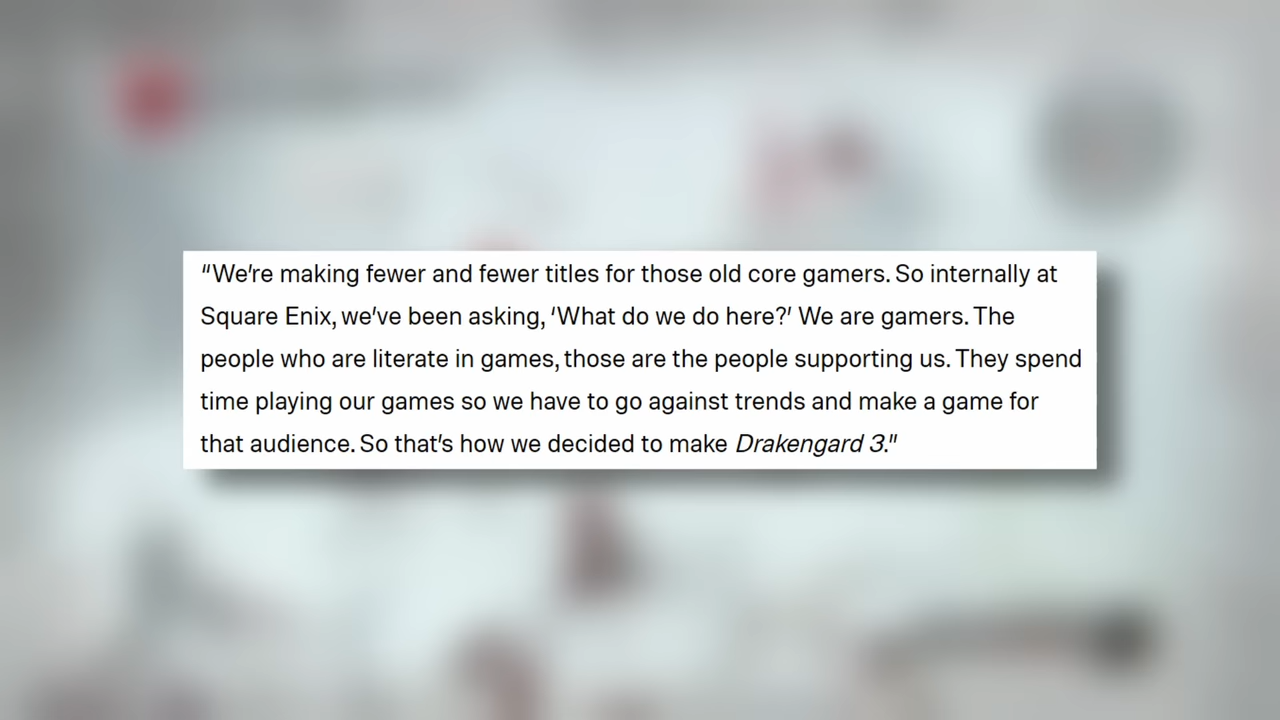 “We’re making fewer and fewer titles for those old core gamers. So internally at
Square Enix, we’ve been asking, ‘What do we do here?’ We are gamers. The
people who are literate in games, those are the people supporting us. They spend
time playing our games so we have to go against trends and make a game for
that audience. So that’s how we decided to make Drakengard 3."